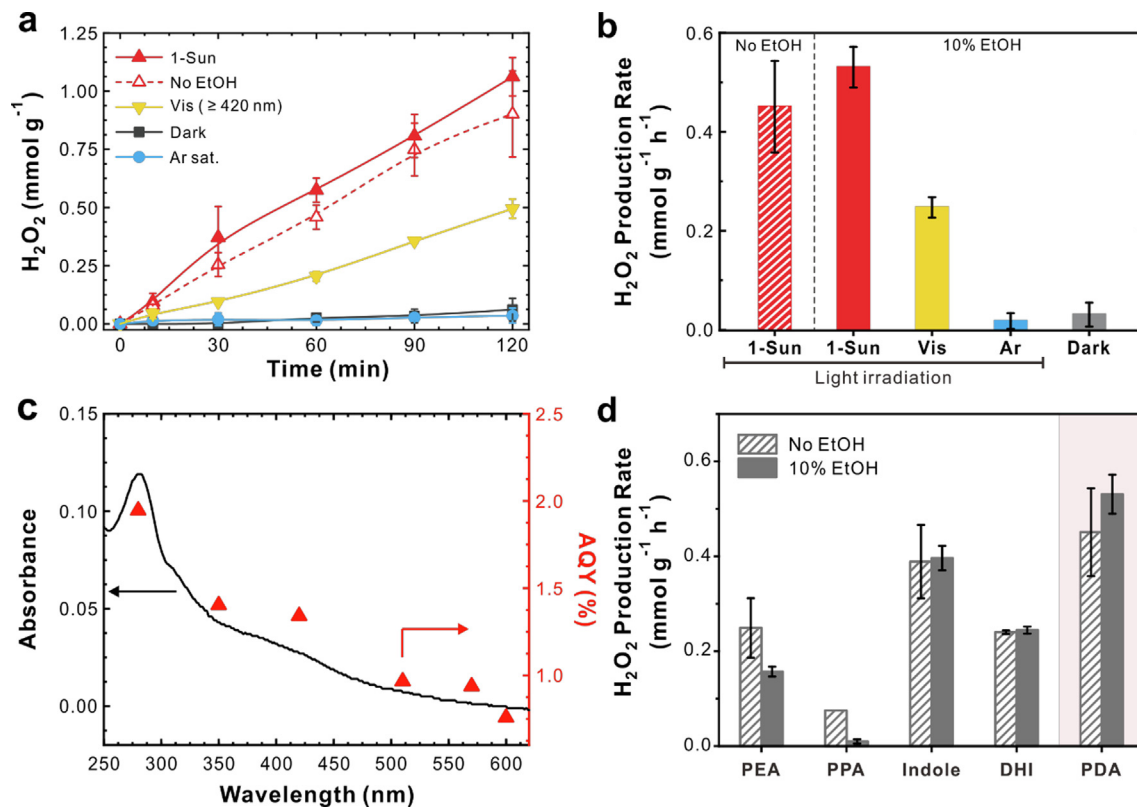 a
H₂O₂ (mmol g⁻¹)
1.25
1.00
0.75
0.50
0.25
0.00
1-Sun
No EtOH
Vis (≥ 420 nm)
Dark
Ar sat.
0 30 60 90 120
Time (min)
b
H₂O₂ Production Rate
(mmol g⁻¹ h⁻¹)
0.6
0.4
0.2
0.0
No EtOH 10% EtOH
1-Sun 1-Sun Vis Ar Dark
Light irradiation
c
Absorbance
0.15
0.10
0.05
0.00
2.5
2.0
1.5
1.0
AQY (%)
250 300 350 400 450 500 550 600
Wavelength (nm)
d
H₂O₂ Production Rate
(mmol g⁻¹ h⁻¹)
0.6
0.4
0.2
0.0
No EtOH
10% EtOH
PEA PPA Indole DHI PDA